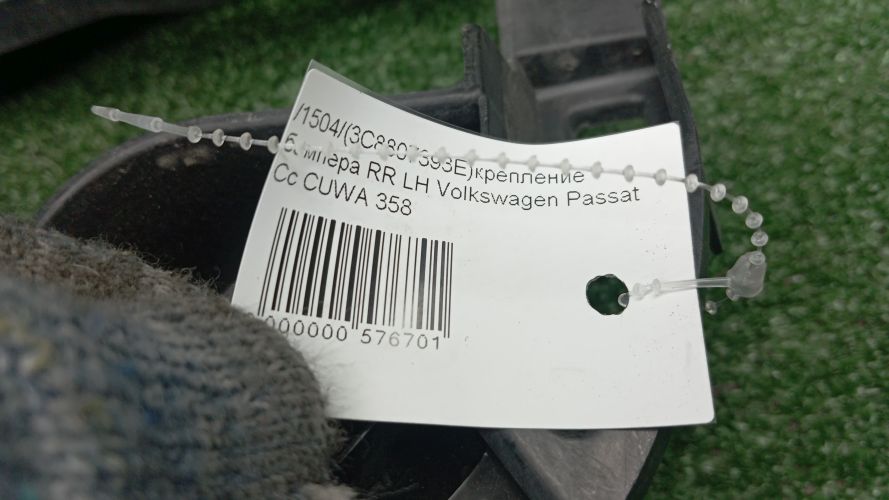 /1504/(3C8807393E)крепление
бампера RR LH Volkswagen Passat
Cc CUWA 358
000000 576701